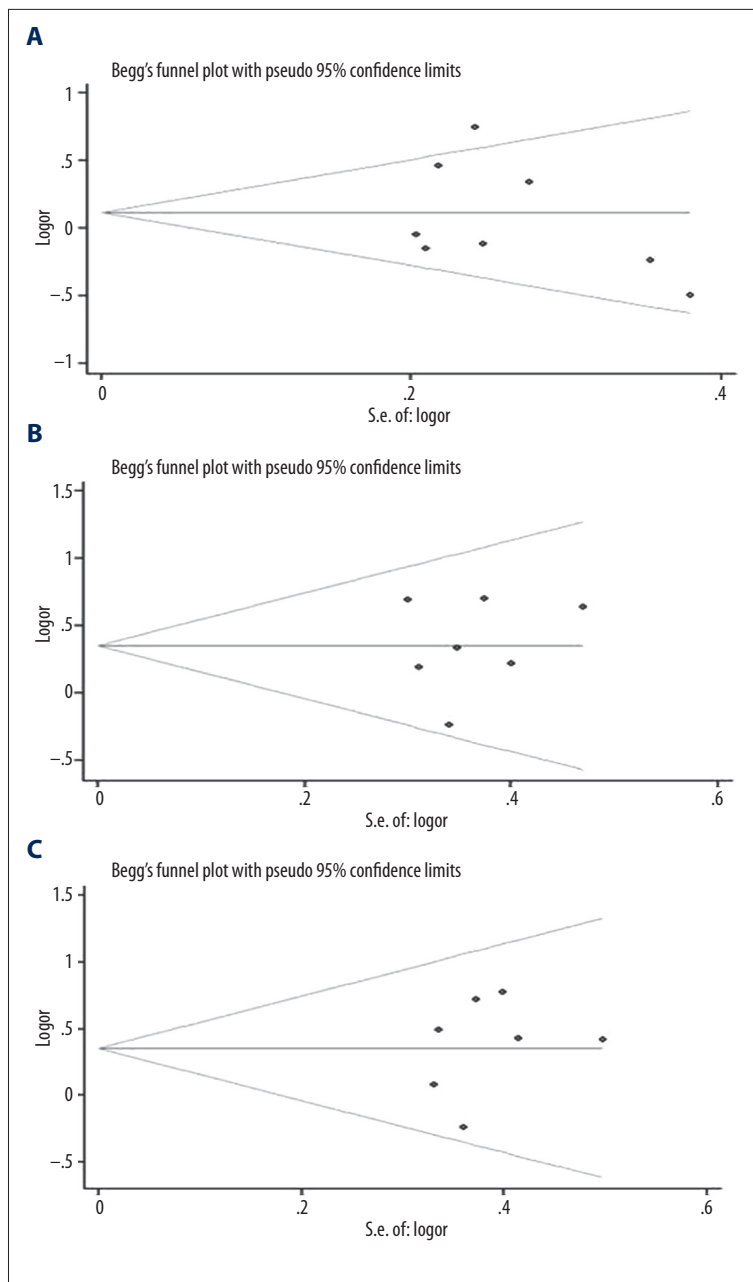 A
Begg's funnel plot with pseudo 95% confidence limits
1
.5
0
−.5
−1
Logor
0 .2 .4
S.e. of: logor
B
Begg's funnel plot with pseudo 95% confidence limits
1.5
1
.5
0
−.5
Logor
0 .2 .4 .6
S.e. of: logor
C
Begg's funnel plot with pseudo 95% confidence limits
1.5
1
.5
0
−.5
Logor
0 .2 .4 .6
S.e. of: logor